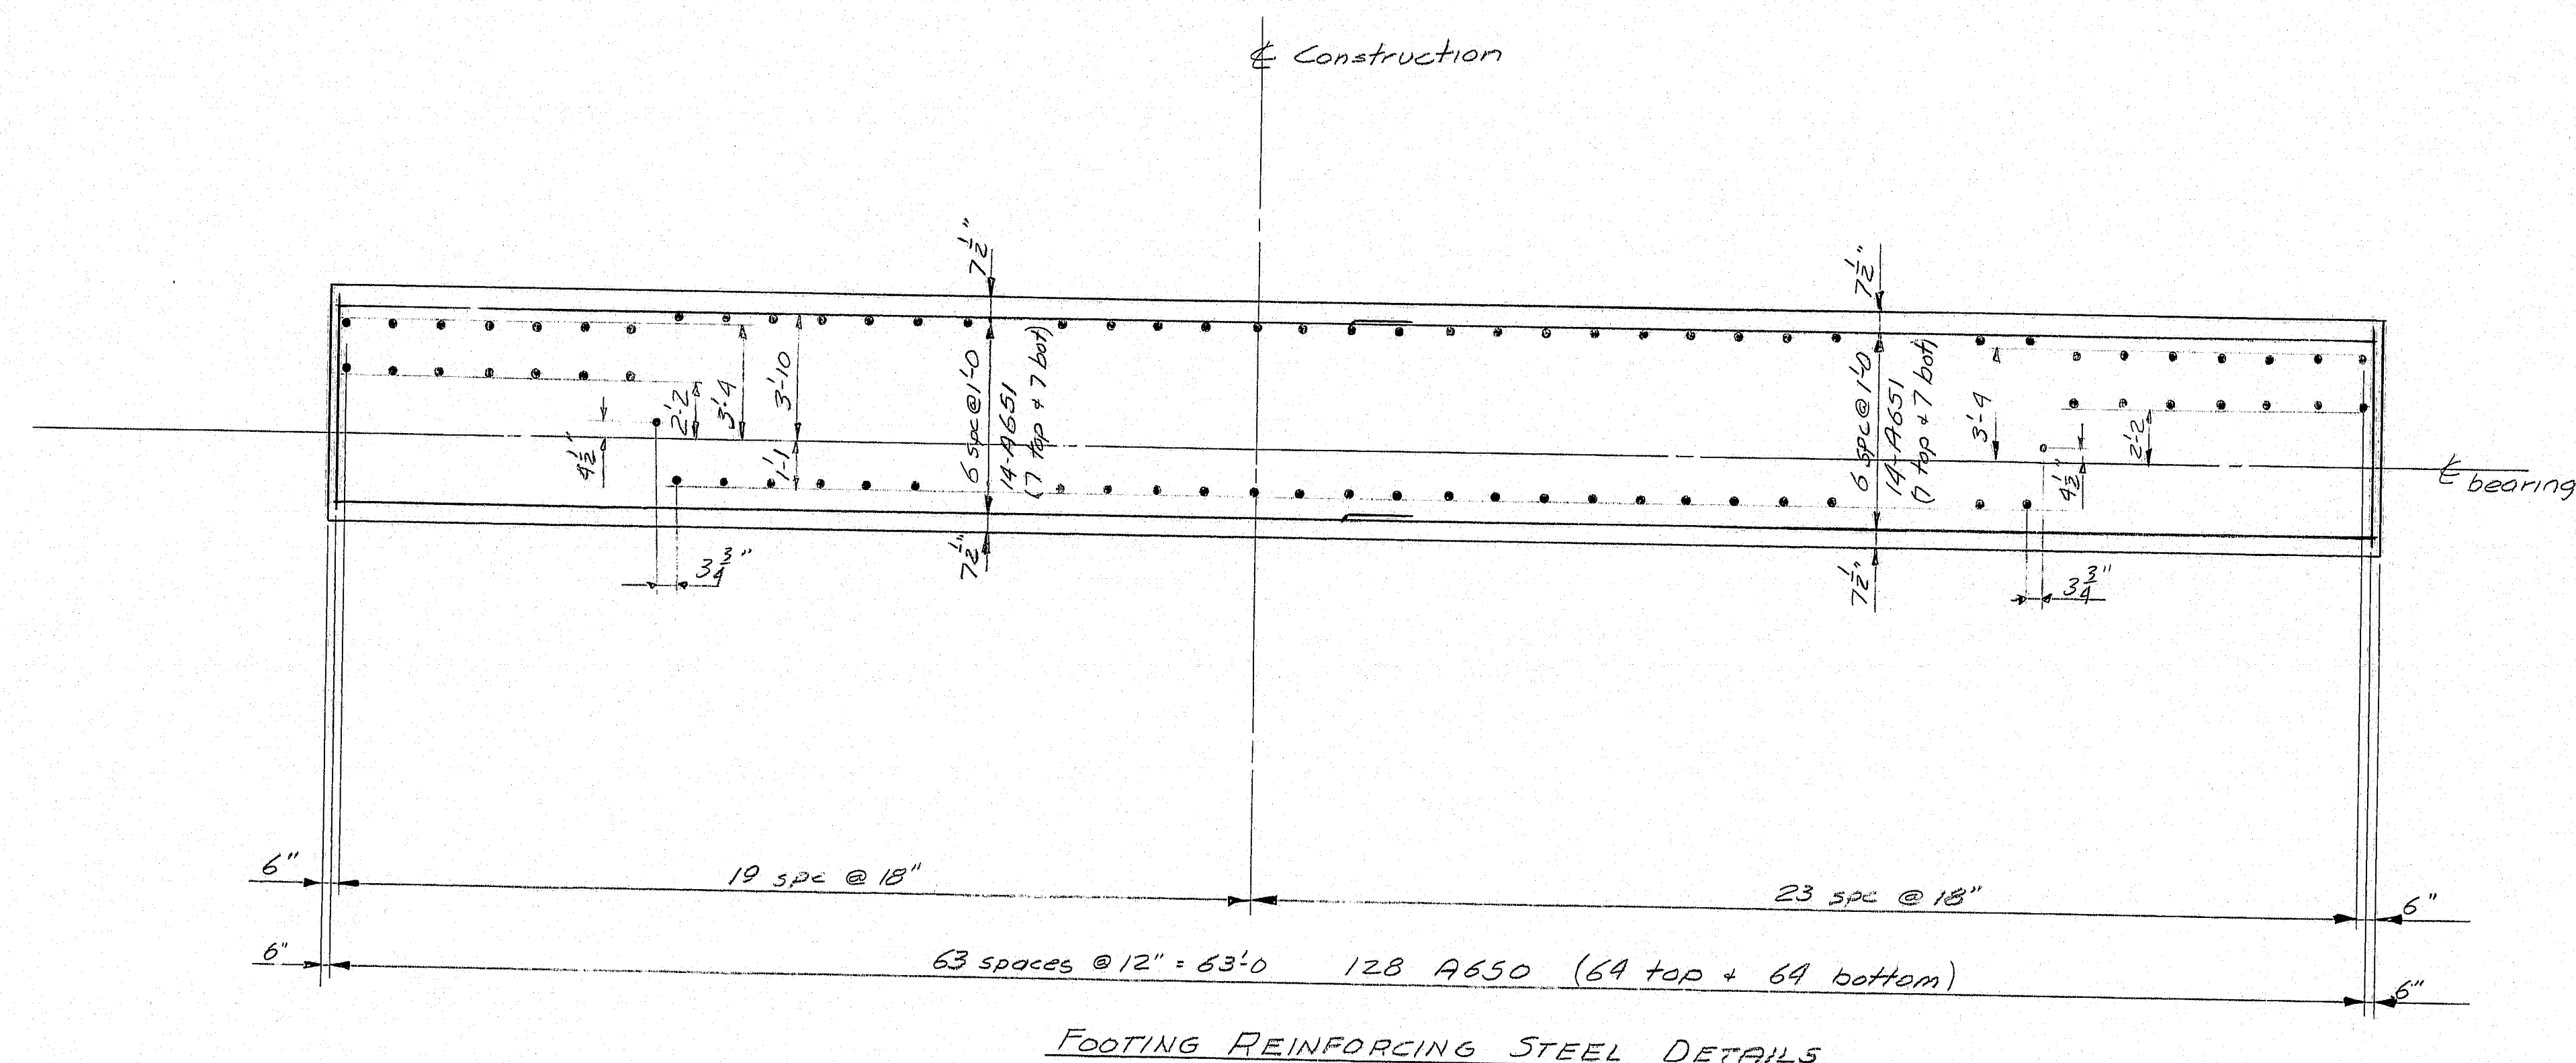 ℄ Construction
7½"
7½"
6 spc @ 1'-0
14-A651
(7 top + 7 bot)
6 spc @ 1'-0
14-A651
(7 top + 7 bot)
2'-2
3'-4
3'-10
1'-1
4½"
3'-4
2'-2
4½"
℄ bearing
7½"
3¾"
7½"
3¾"
6"
19 spc @ 18"
23 spc @ 18"
6"
6"
63 spaces @ 12" = 63'-0 128 A650 (64 top + 64 bottom)
6"
FOOTING REINFORCING STEEL DETAILS